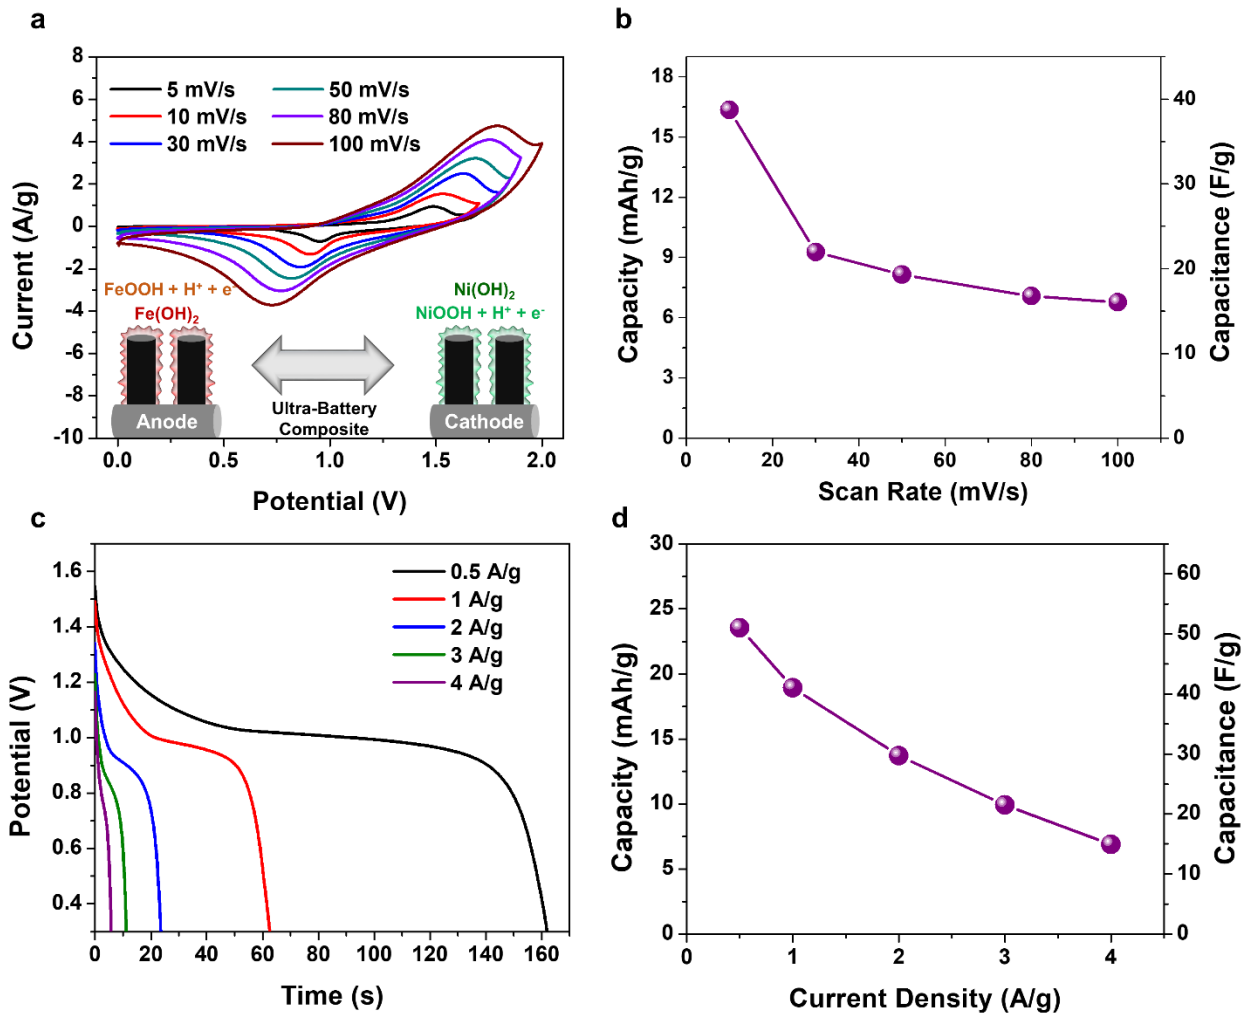 a
8
6
4
2
0
-2
-4
-6
-8
-10
Current (A/g)
5 mV/s
10 mV/s
30 mV/s
50 mV/s
80 mV/s
100 mV/s
FeOOH + H⁺ + e⁻
Fe(OH)₂
Ni(OH)₂
NiOOH + H⁺ + e⁻
Anode
Ultra-Battery
Composite
Cathode
0.0 0.5 1.0 1.5 2.0
Potential (V)
b
18
15
12
9
6
3
0
Capacity (mAh/g)
40
30
20
10
0
Capacitance (F/g)
0 20 40 60 80 100
Scan Rate (mV/s)
c
1.6
1.4
1.2
1.0
0.8
0.6
0.4
Potential (V)
0.5 A/g
1 A/g
2 A/g
3 A/g
4 A/g
0 20 40 60 80 100 120 140 160
Time (s)
d
30
25
20
15
10
5
0
Capacity (mAh/g)
60
50
40
30
20
10
0
Capacitance (F/g)
0 1 2 3 4
Current Density (A/g)